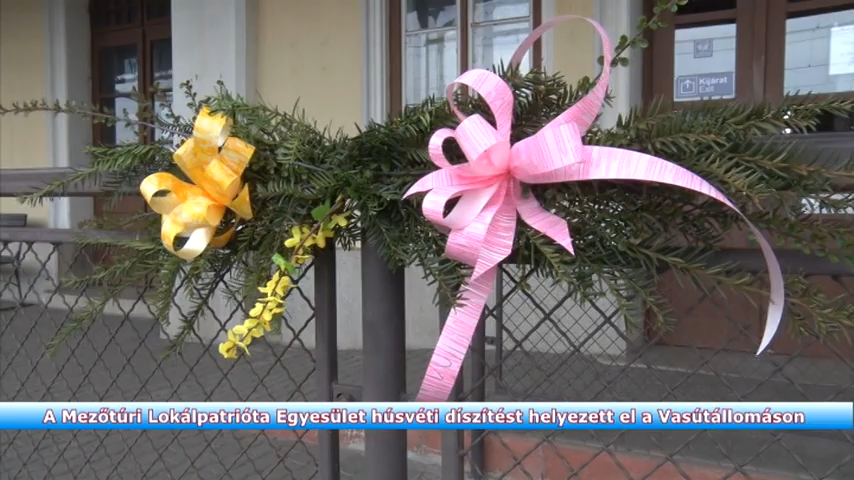 Kijárat
Exit
A Mezőtúri Lokálpatrióta Egyesület húsvéti díszítést helyezett el a Vasútállomáson